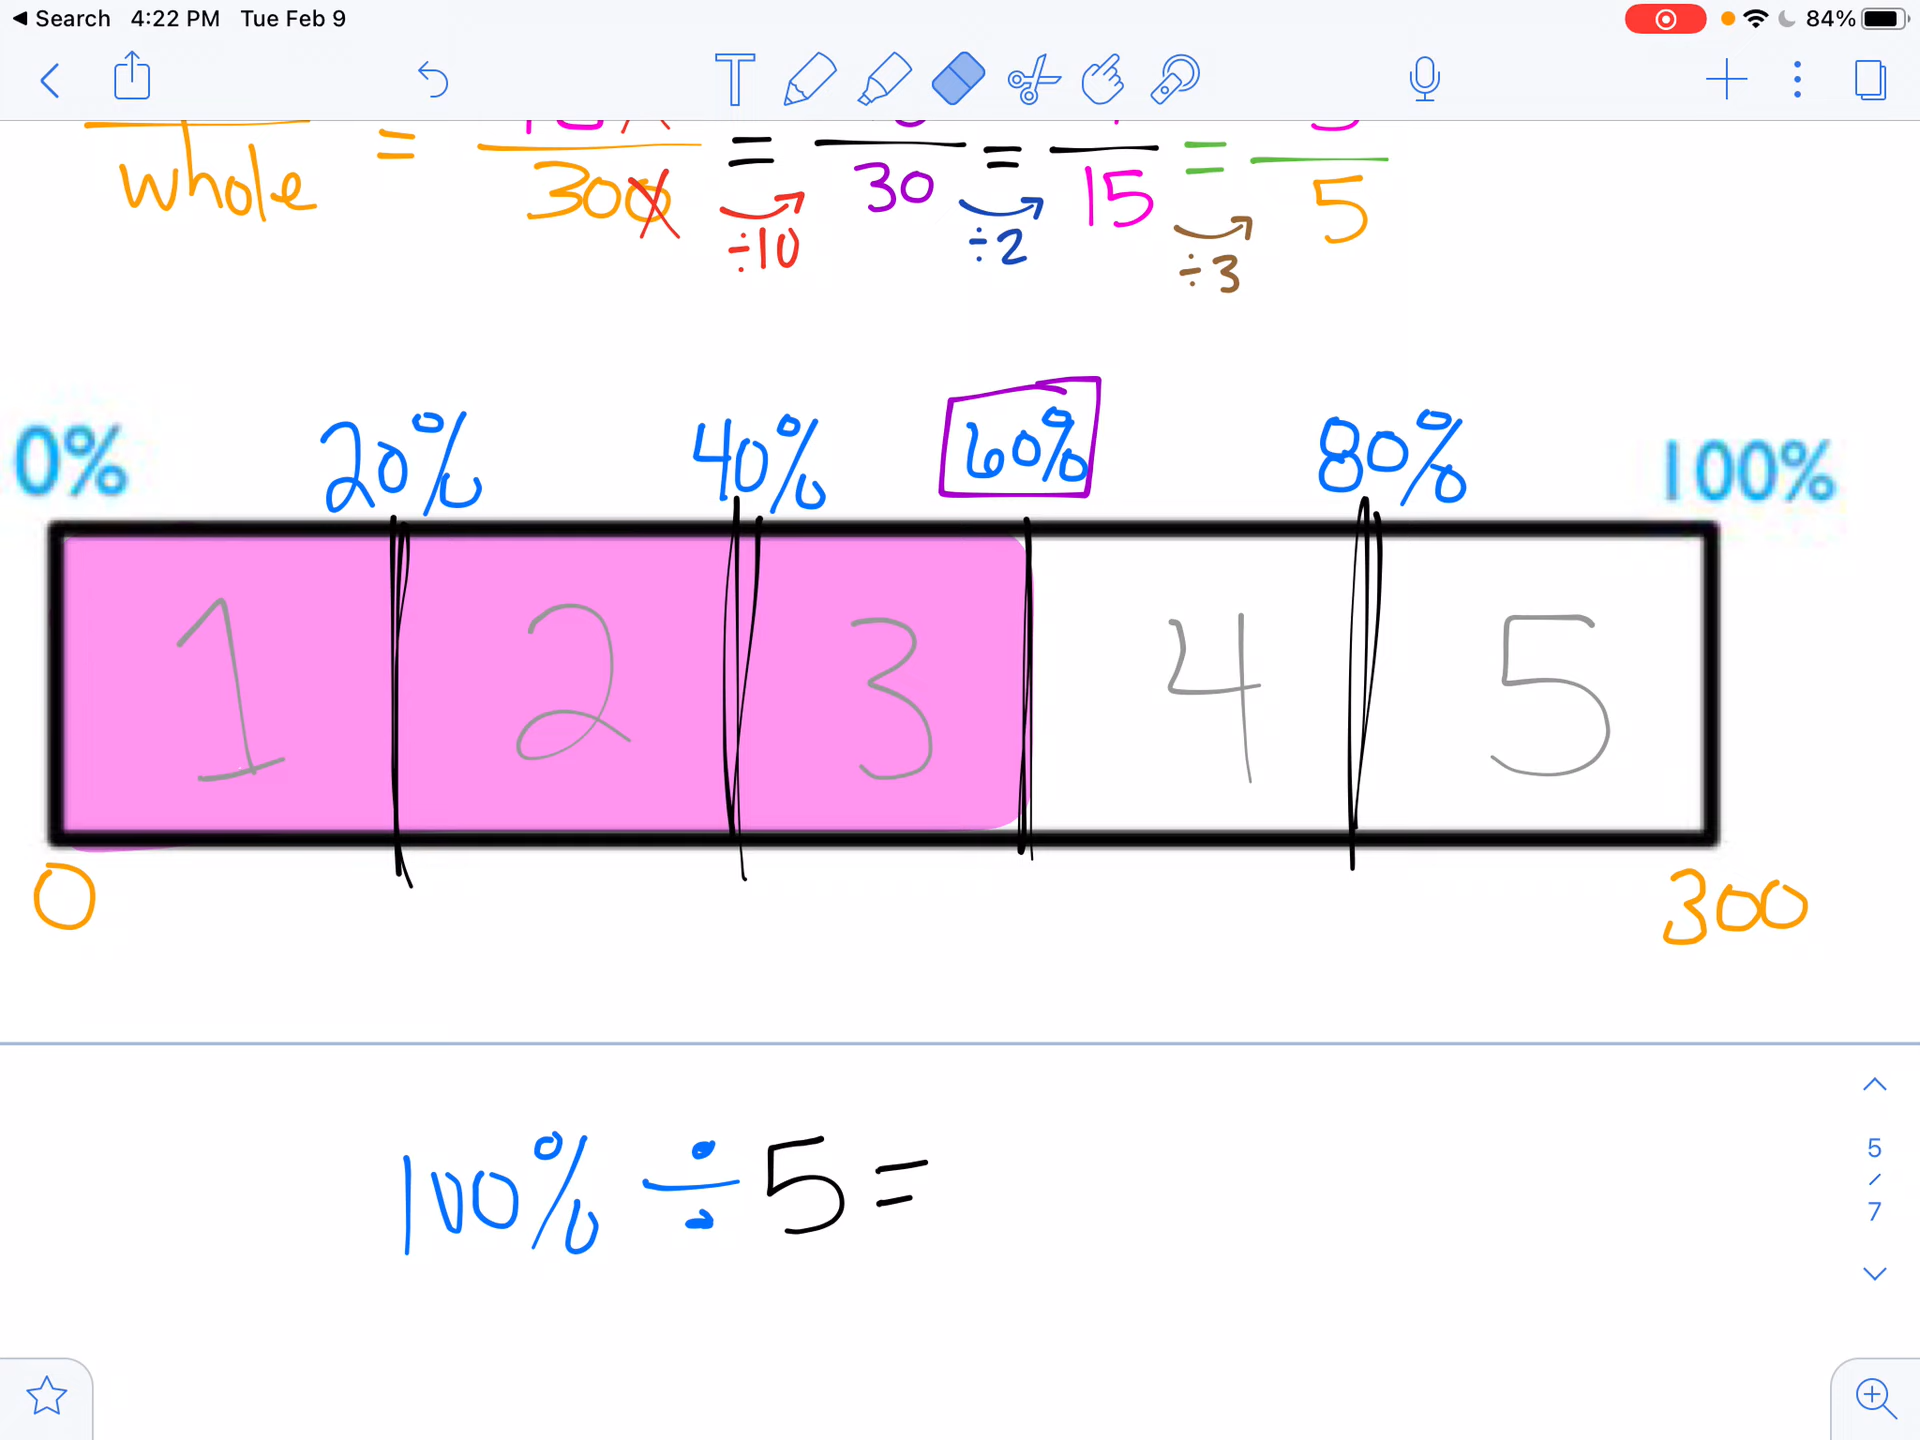 Search 4:22 PM Tue Feb 9 84%
T
whole = 300 = 30 = 15 = 5
÷10 ÷2 ÷3
0% 20% 40% 60% 80% 100%
1 2 3 4 5
0 300
5
/
7
100% ÷ 5 =